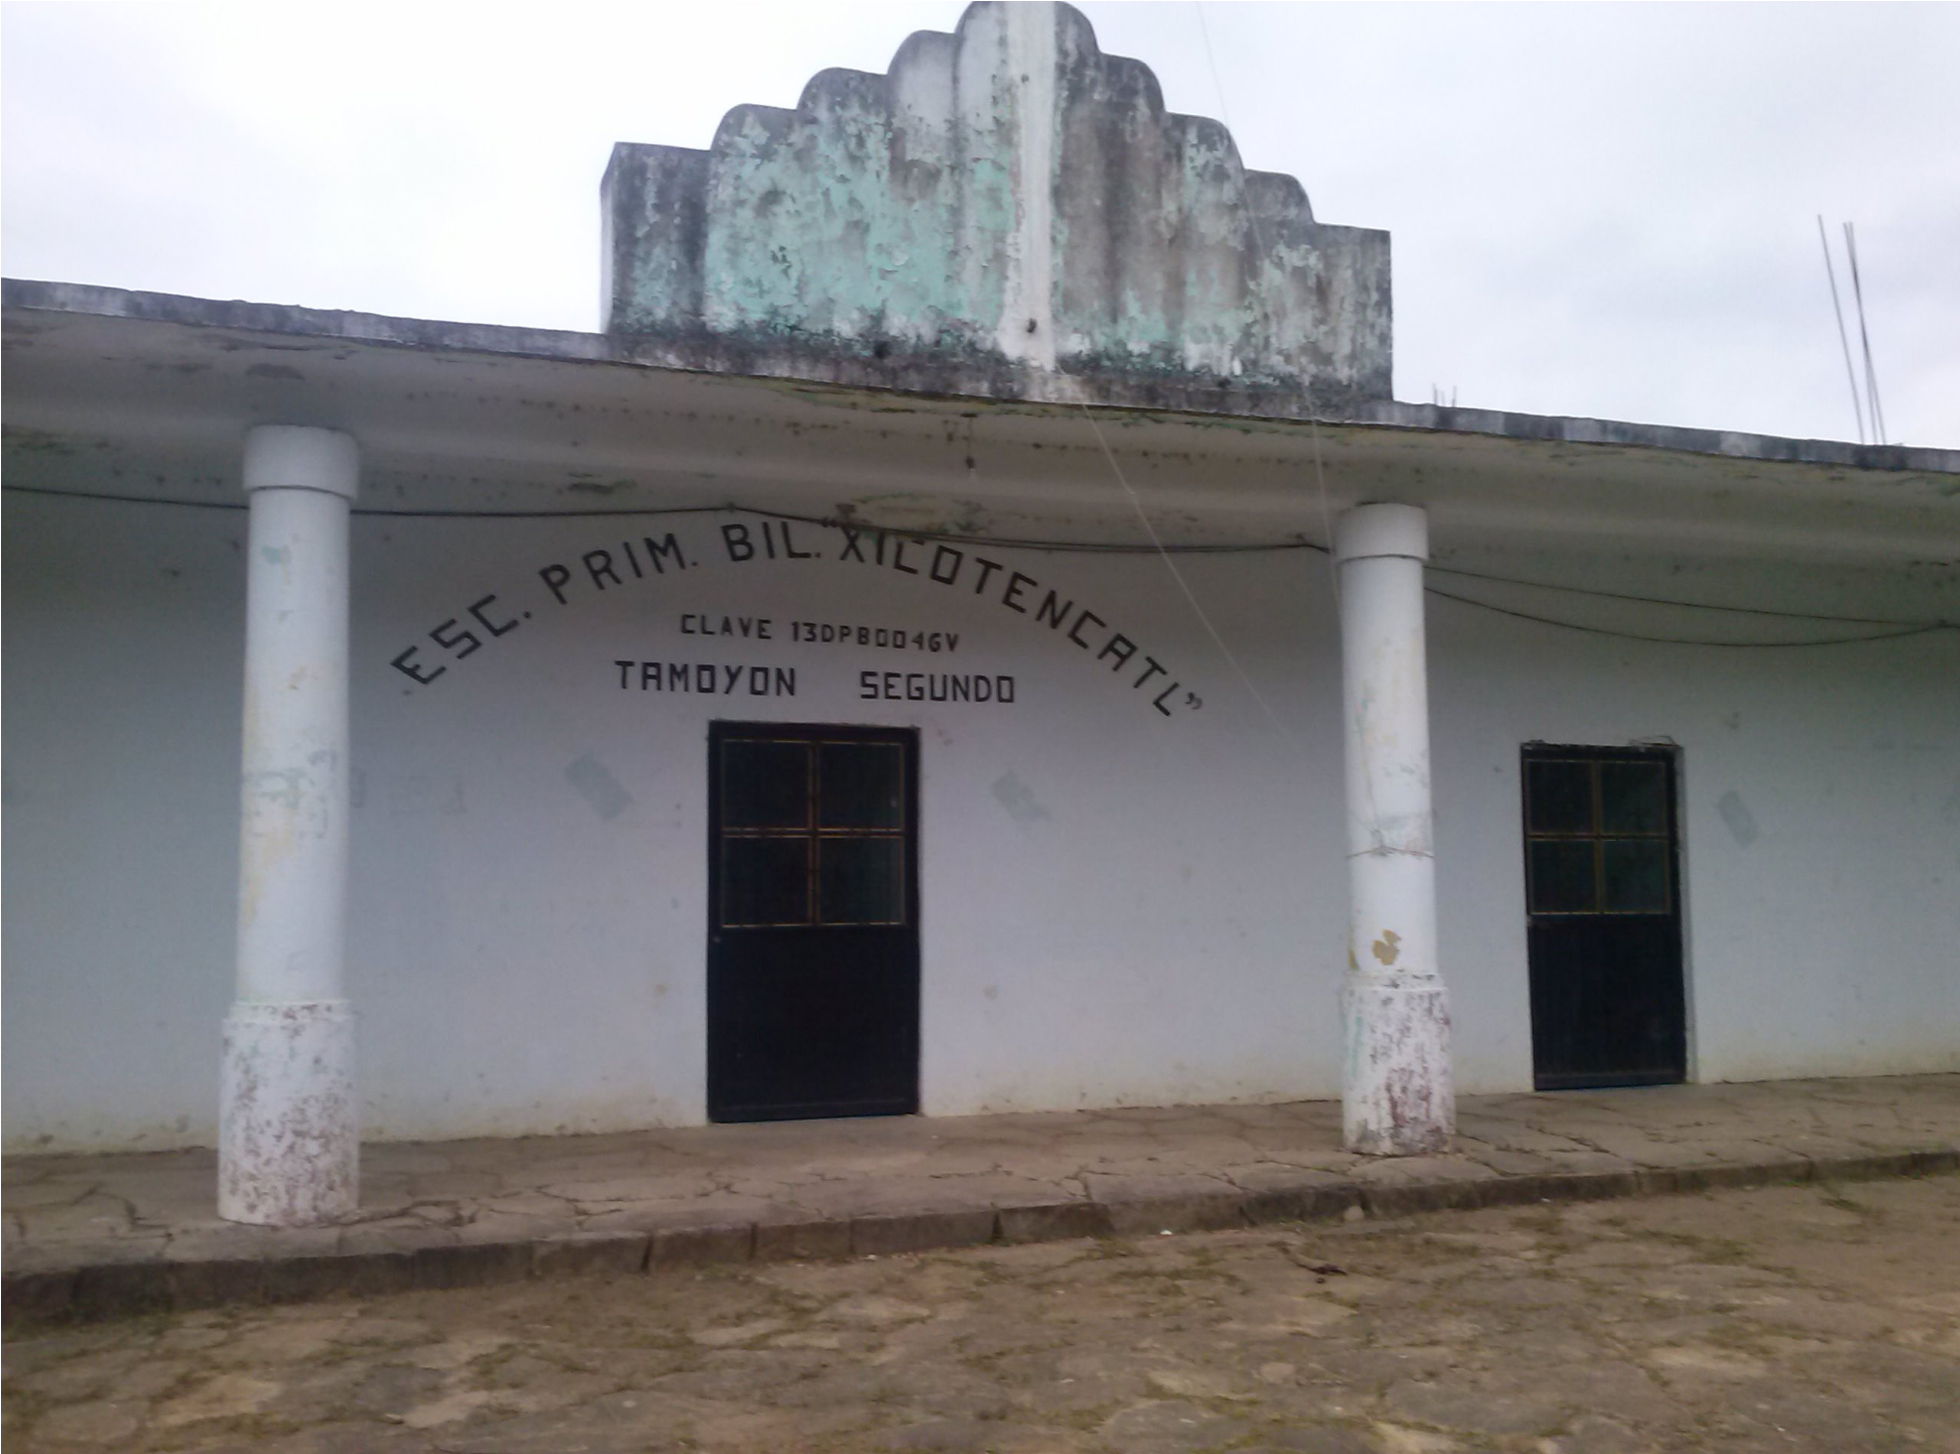 ESC. PRIM. BIL. "XICOTENCATL"
CLAVE 13DPB0046V
TAMOYON SEGUNDO